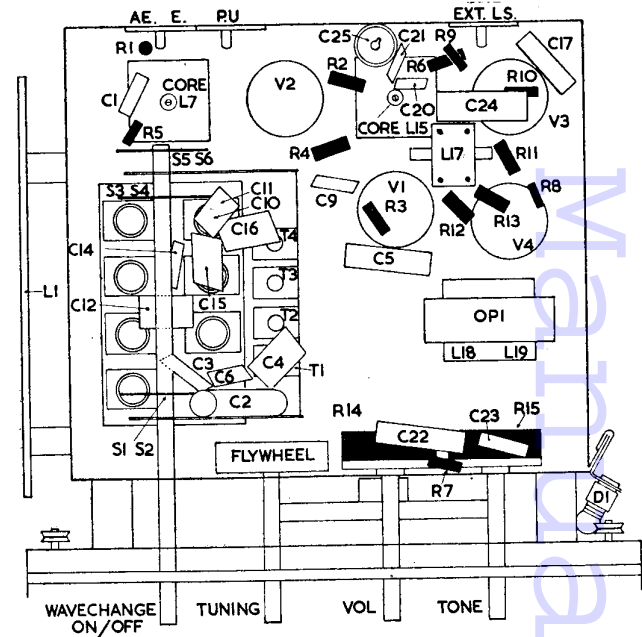 AE. E. P.U EXT. L.S.
R1
C25
C21
R9
C17
C1
CORE
L7
R2
V2
R6
R10
C20
C24
V3
CORE L15
R5
S5 S6
R4
L17
R11
S3 S4
C11
C10
C9
V1
R3
R8
C16
R12
R13
V4
C14
T4
C5
T3
L1
C12
C15
T2
OP1
L18 L19
C3
C4
C6
T1
C2
R14
R15
S1 S2
C22
C23
FLYWHEEL
R7
D1
WAVECHANGE
ON/OFF
TUNING
VOL
TONE
Manua